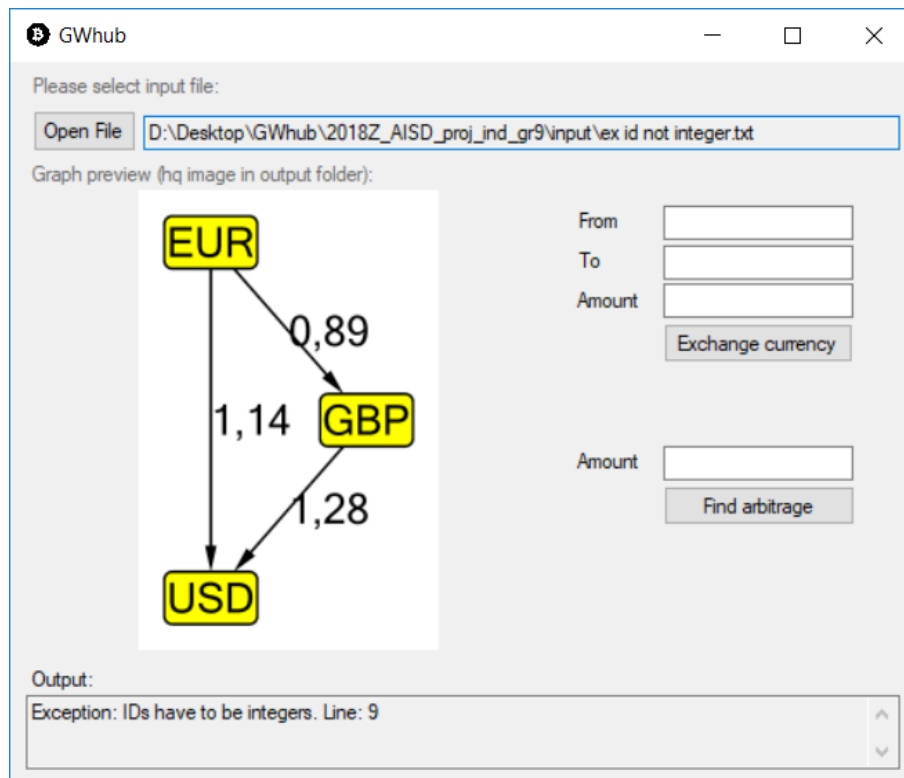 GWhub
Please select input file:
Open File D:\Desktop\GWhub\2018Z_AISD_proj_ind_gr9\input\ex id not integer.txt
Graph preview (hq image in output folder):
EUR
From
To
Amount
0,89
Exchange currency
1,14
GBP
Amount
1,28
Find arbitrage
USD
Output:
Exception: IDs have to be integers. Line: 9